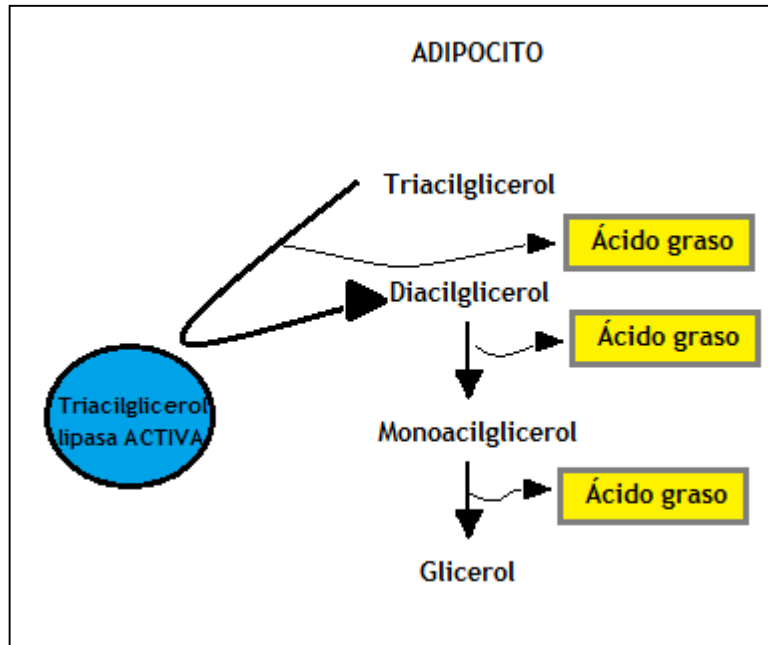 ADIPOCITO
Triacilglicerol
Ácido graso
Diacilglicerol
Ácido graso
Triacilglicerol
lipasa ACTIVA
Monoacilglicerol
Ácido graso
Glicerol